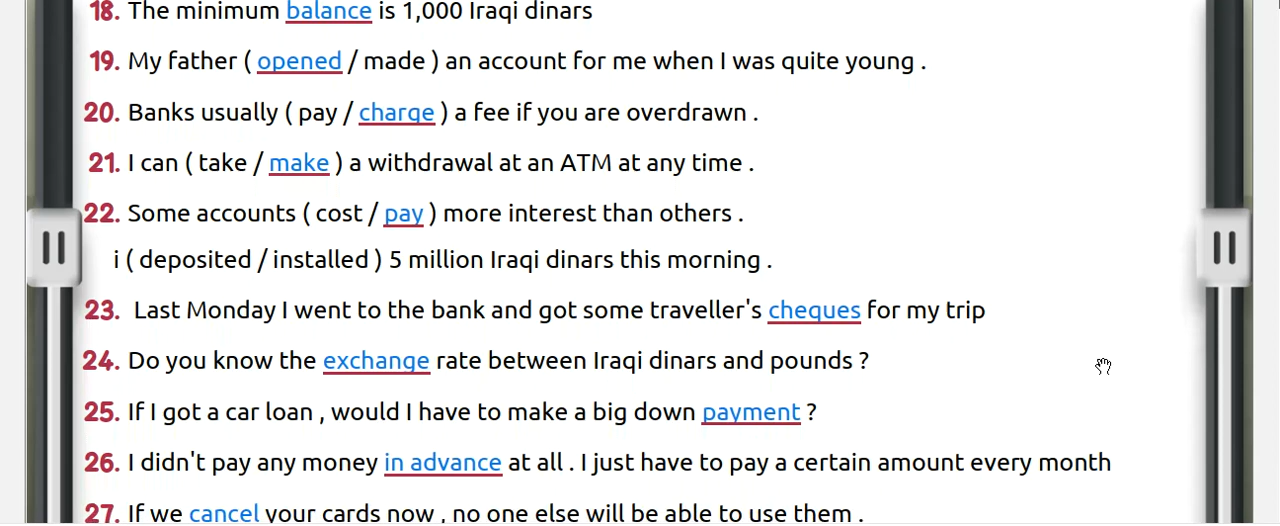 18. The minimum balance is 1,000 Iraqi dinars
19. My father ( opened / made ) an account for me when I was quite young .
20. Banks usually ( pay / charge ) a fee if you are overdrawn .
21. I can ( take / make ) a withdrawal at an ATM at any time .
22. Some accounts ( cost / pay ) more interest than others .
i ( deposited / installed ) 5 million Iraqi dinars this morning .
23. Last Monday I went to the bank and got some traveller's cheques for my trip
24. Do you know the exchange rate between Iraqi dinars and pounds ?
25. If I got a car loan , would I have to make a big down payment ?
26. I didn't pay any money in advance at all . I just have to pay a certain amount every month
27. If we cancel your cards now , no one else will be able to use them .